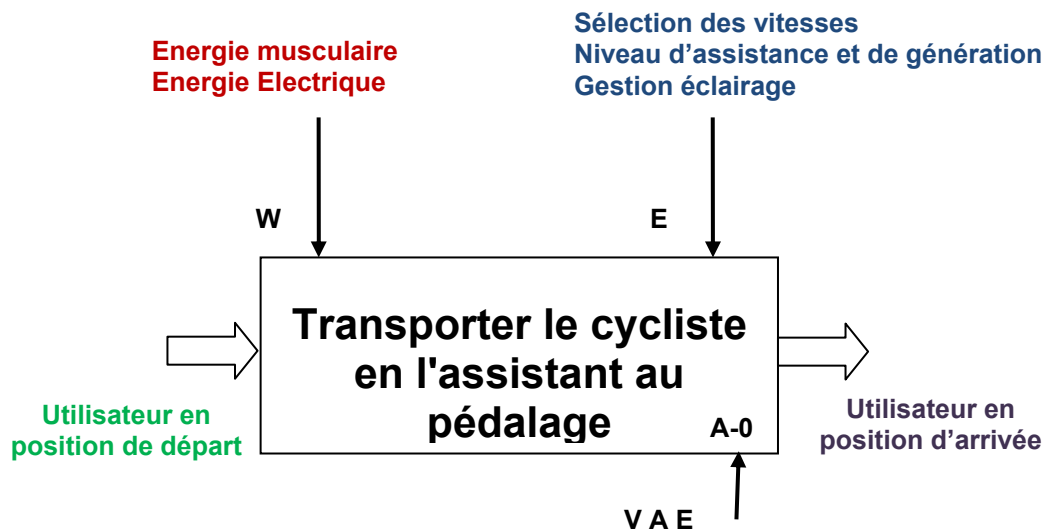 Energie musculaire
Energie Electrique
Sélection des vitesses
Niveau d'assistance et de génération
Gestion éclairage
W
E
Transporter le cycliste
en l'assistant au
pédalage
A-0
Utilisateur en
position de départ
Utilisateur en
position d'arrivée
V A E